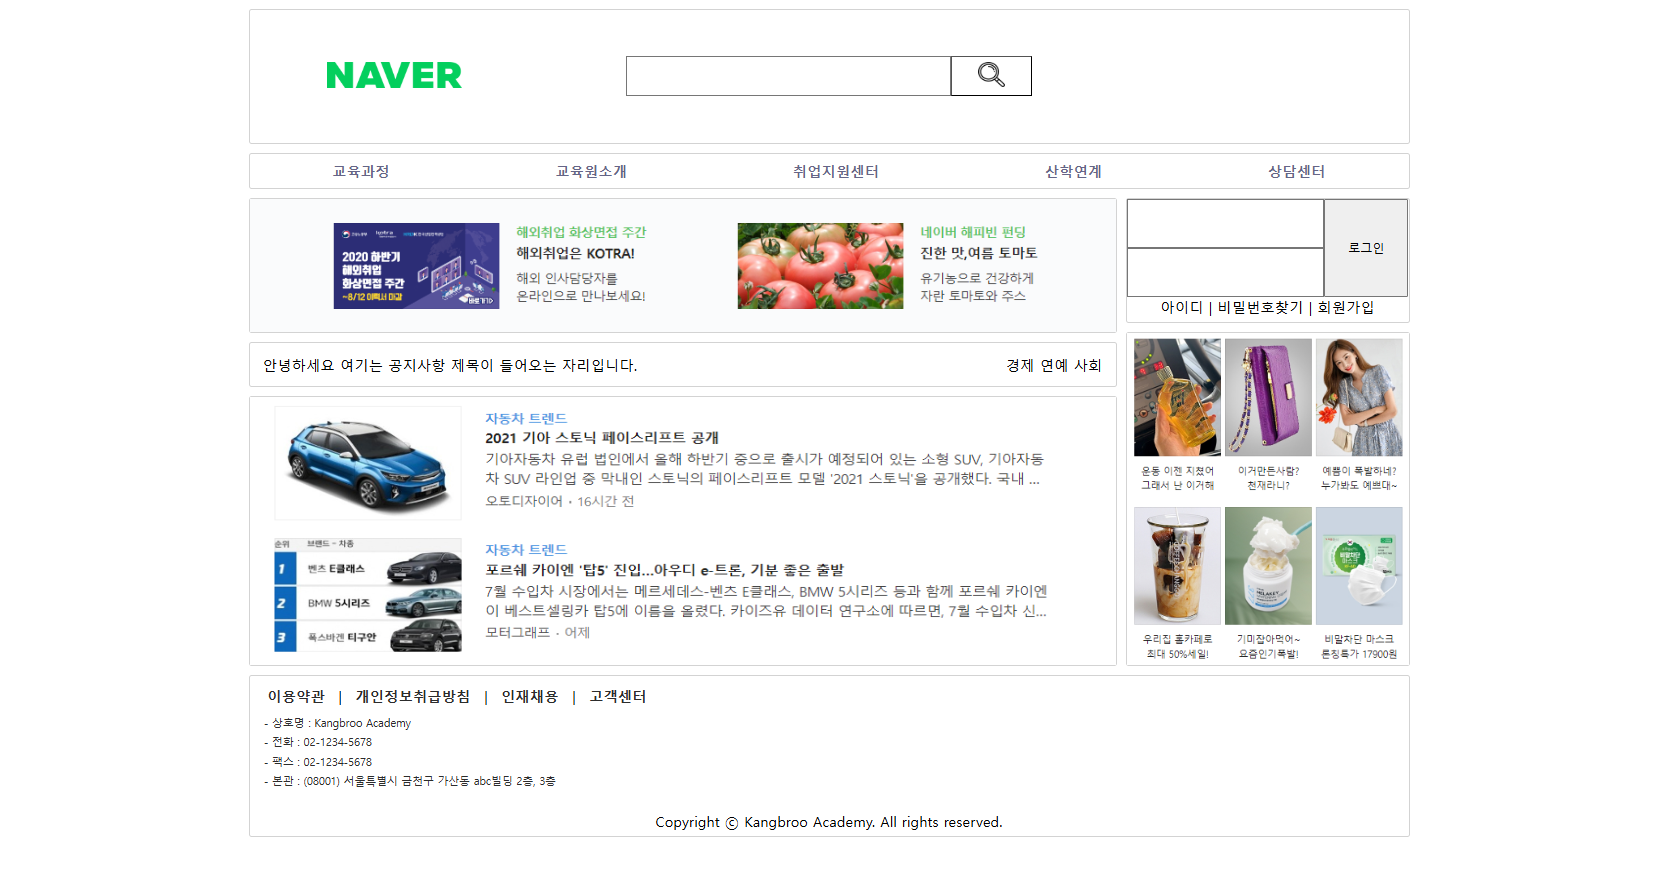 NAVER
교육과정 교육원소개 취업지원센터 산학연계 상담센터
2020 하반기
해외취업
화상면접 주간
~8/12 이력서 마감
바로가기
해외취업 화상면접 주간
해외취업은 KOTRA!
해외 인사담당자를
온라인으로 만나보세요!
네이버 해피빈 펀딩
진한 맛,여름 토마토
유기농으로 건강하게
자란 토마토와 주스
로그인
아이디 | 비밀번호찾기 | 회원가입
안녕하세요 여기는 공지사항 제목이 들어오는 자리입니다.
경제 연예 사회
자동차 트렌드
2021 기아 스토닉 페이스리프트 공개
기아자동차 유럽 법인에서 올해 하반기 중으로 출시가 예정되어 있는 소형 SUV, 기아자동
차 SUV 라인업 중 막내인 스토닉의 페이스리프트 모델 '2021 스토닉'을 공개했다. 국내 ...
오토디자이어 · 16시간 전
순위 브랜드 - 차종
1 벤츠 E클래스
2 BMW 5시리즈
3 폭스바겐 티구안
자동차 트렌드
포르쉐 카이엔 '탑5' 진입...아우디 e-트론, 기분 좋은 출발
7월 수입차 시장에서는 메르세데스-벤츠 E클래스, BMW 5시리즈 등과 함께 포르쉐 카이엔
이 베스트셀링카 탑5에 이름을 올렸다. 카이즈유 데이터 연구소에 따르면, 7월 수입차 신...
모터그래프 · 어제
운동 이젠 지쳤어
그래서 난 이거해
이거만든사람?
천재라니?
예쁨이 폭발하네?
누가봐도 예쁘대~
우리집 홈카페로
최대 50%세일!
기미잡아먹어~
요즘인기폭발!
비말차단
마스크
비말차단 마스크
론칭특가 17900원
이용약관 | 개인정보취급방침 | 인재채용 | 고객센터
- 상호명 : Kangbroo Academy
- 전화 : 02-1234-5678
- 팩스 : 02-1234-5678
- 본관 : (08001) 서울특별시 금천구 가산동 abc빌딩 2층, 3층
Copyright ⓒ Kangbroo Academy. All rights reserved.